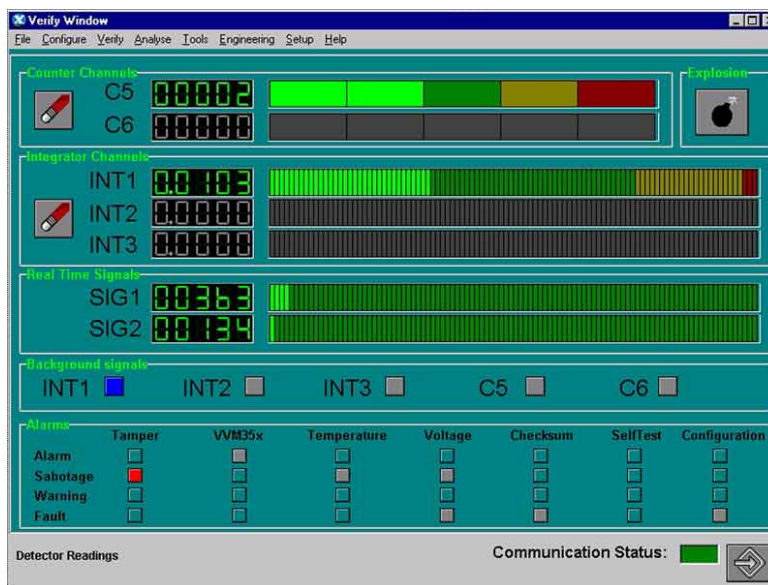 Verify Window
File Configure Verify Analyse Tools Engineering Setup Help
Counter Channels
Explosion
C5 00002
C6 00000
Integrator Channels
INT1 0.0103
INT2 0.0000
INT3 0.0000
Real Time Signals
SIG1 00363
SIG2 00134
Background signals
INT1 INT2 INT3 C5 C6
Alarms
Tamper VVM35x Temperature Voltage Checksum SelfTest Configuration
Alarm
Sabotage
Warning
Fault
Detector Readings
Communication Status: